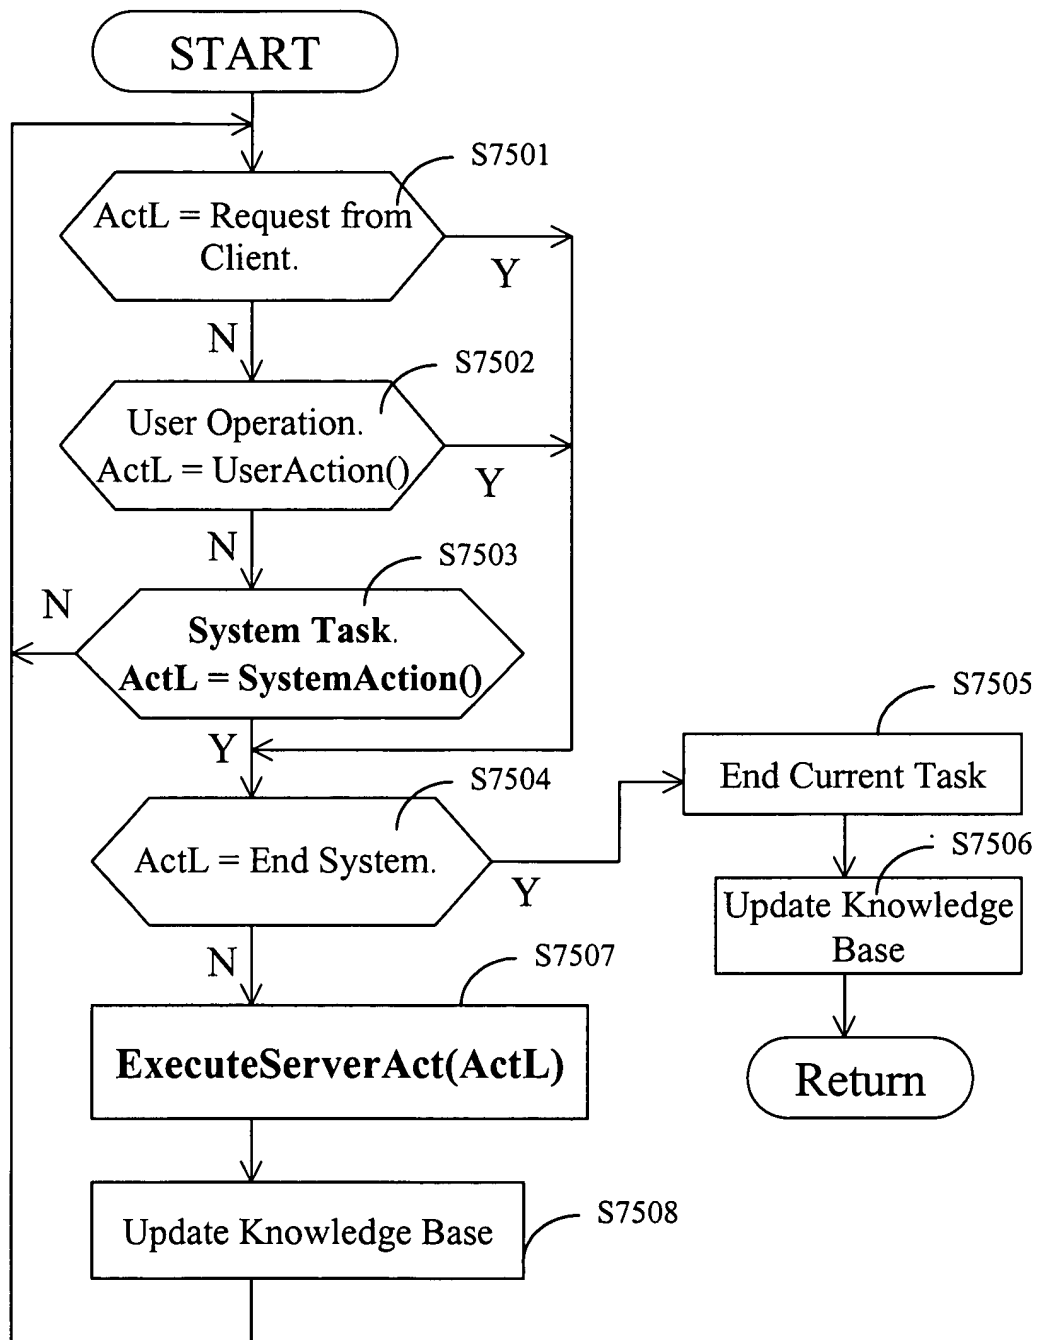 START
S7501
ActL = Request from
Client.
Y
N
S7502
User Operation.
ActL = UserAction()
Y
N
S7503
N
System Task.
ActL = SystemAction()
S7505
Y
End Current Task
S7504
ActL = End System.
Y
S7506
Update Knowledge
Base
N
S7507
ExecuteServerAct(ActL)
Return
S7508
Update Knowledge Base